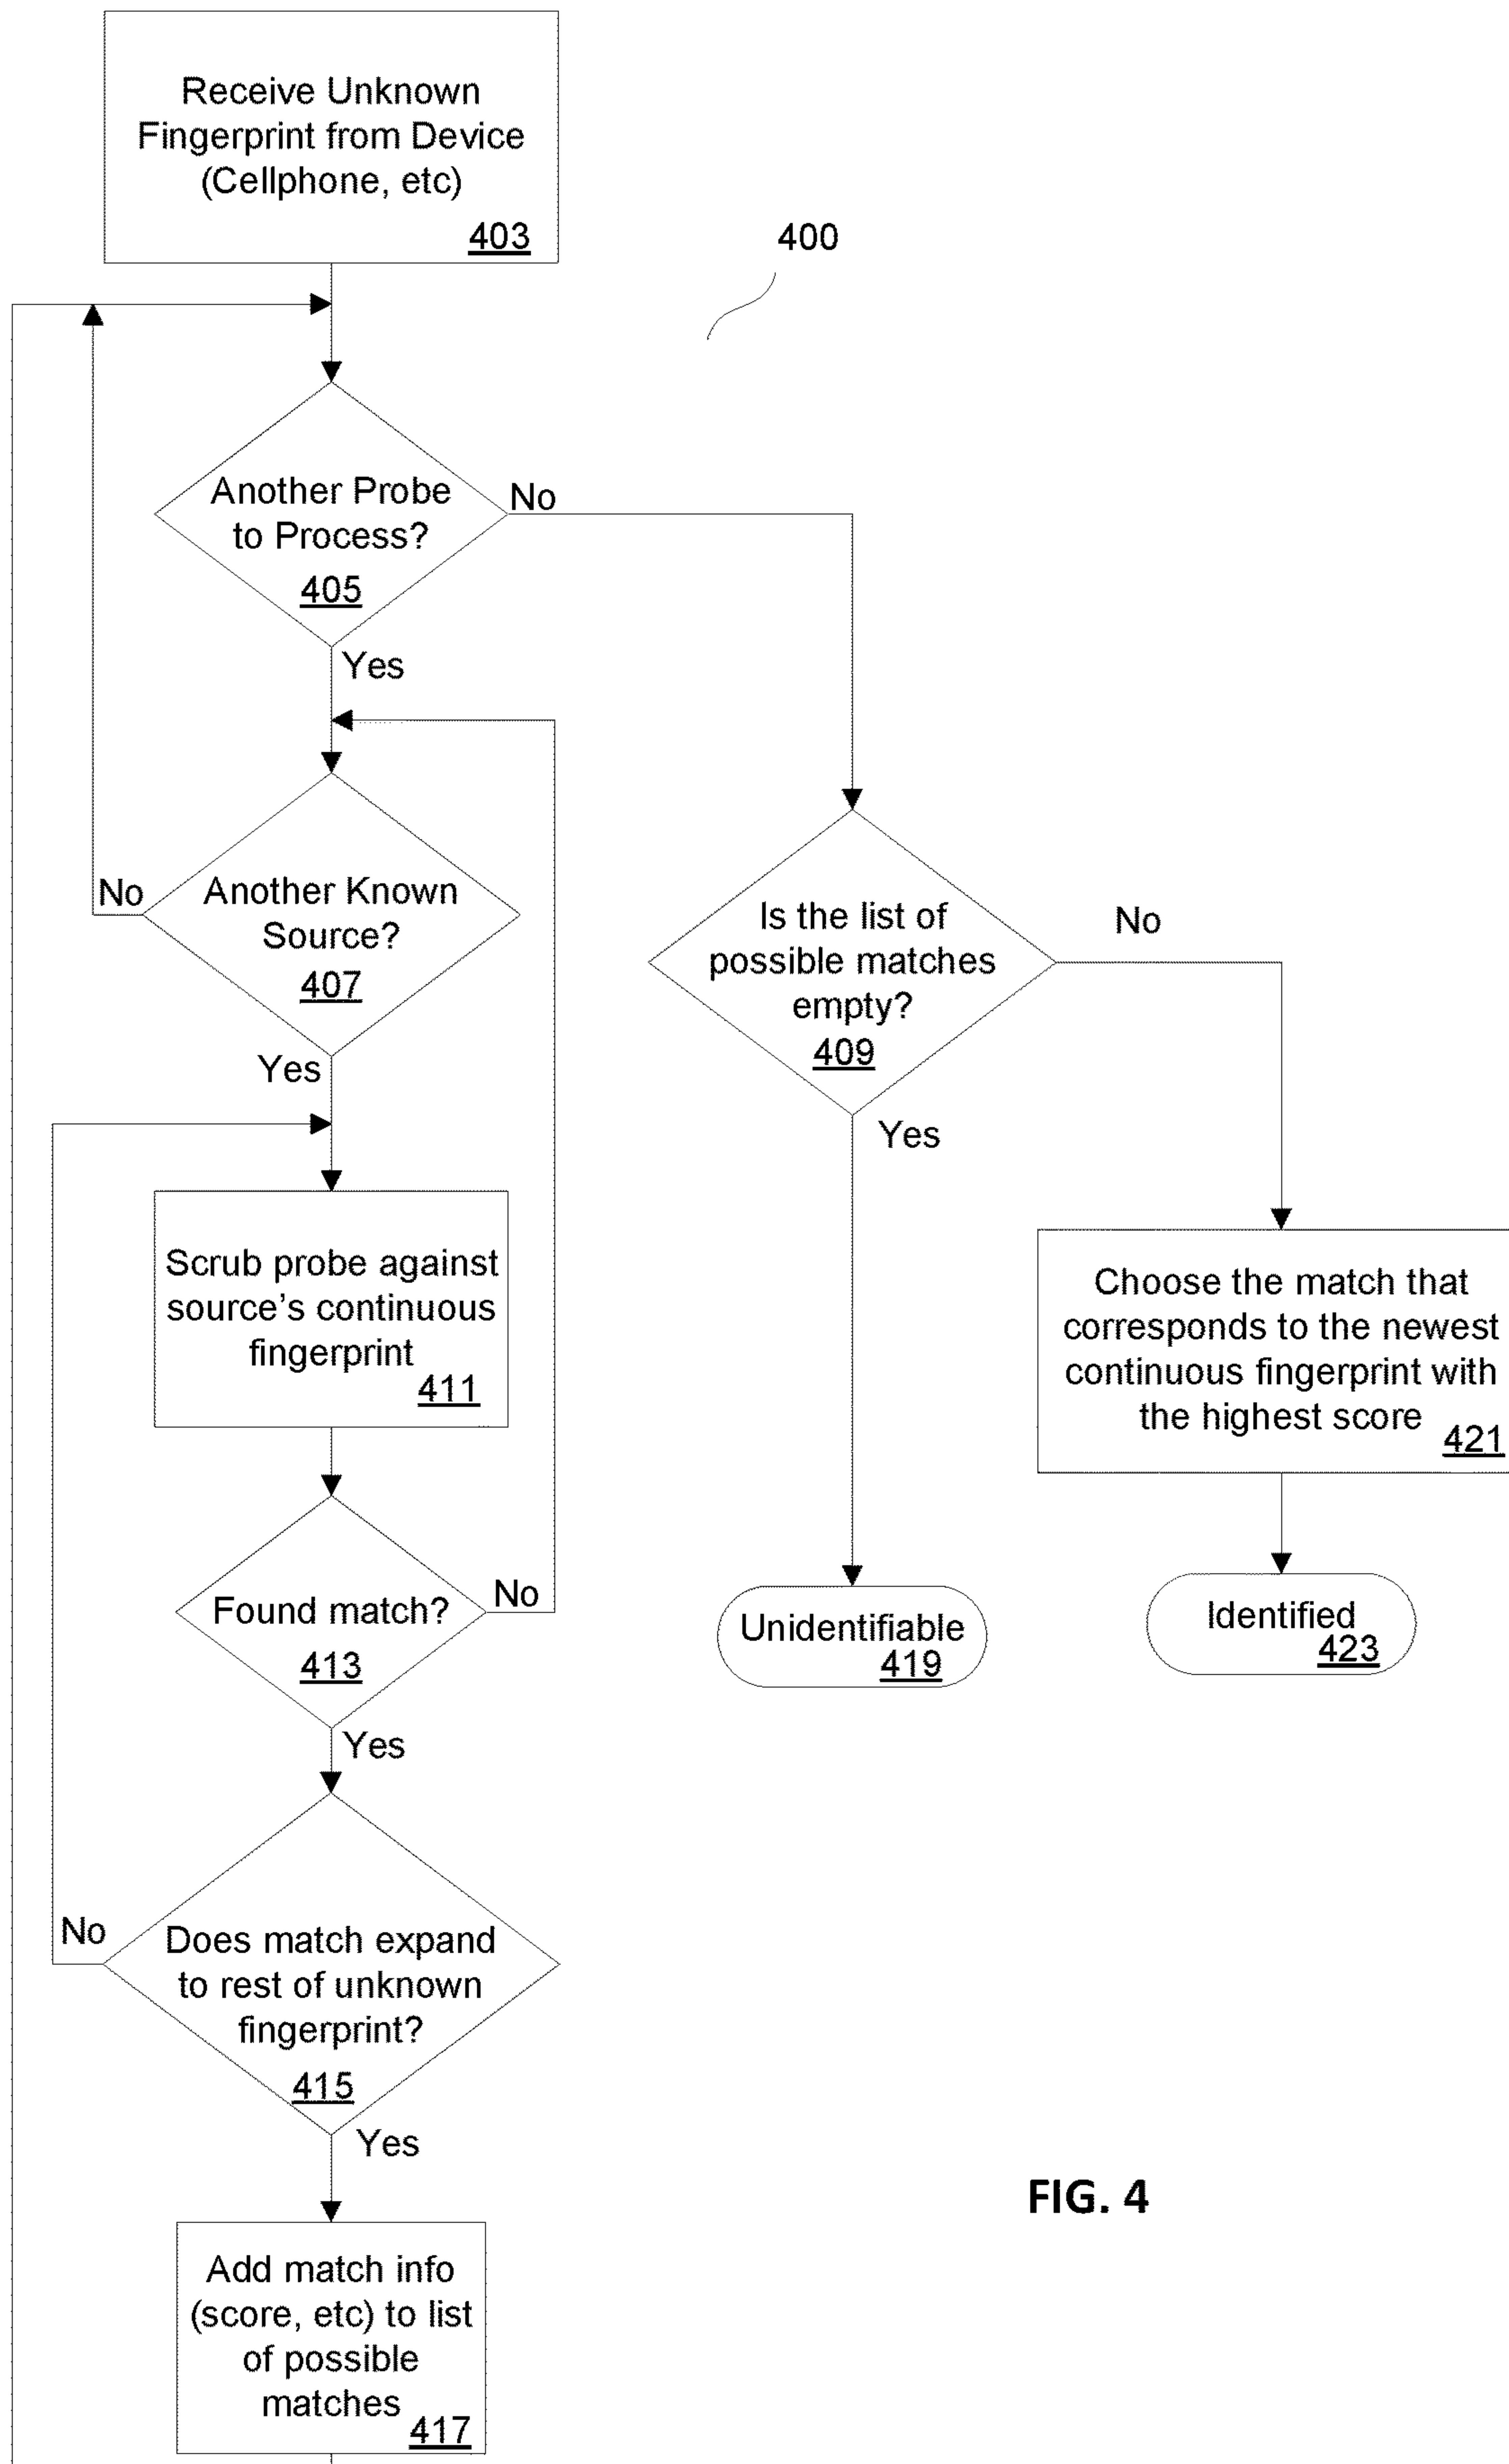 Receive Unknown
Fingerprint from Device
(Cellphone, etc)
403
400
Another Probe
to Process?
405
No
Yes
Another Known
Source?
407
No
Yes
Is the list of
possible matches
empty?
409
No
Yes
Scrub probe against
source's continuous
fingerprint
411
Choose the match that
corresponds to the newest
continuous fingerprint with
the highest score
421
Found match?
413
No
Yes
Unidentifiable
419
Identified
423
Does match expand
to rest of unknown
fingerprint?
415
No
Yes
Add match info
(score, etc) to list
of possible
matches
417
FIG. 4